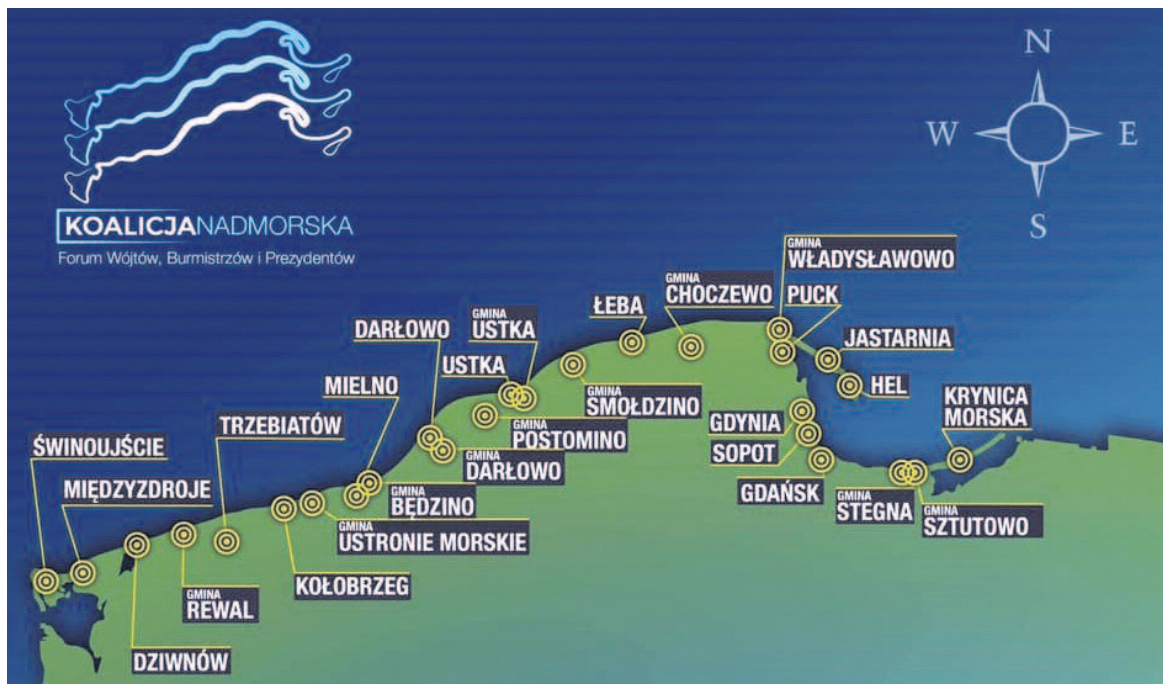 KOALICJANADMORSKA
Forum Wójtów, Burmistrzów i Prezydentów
N
W
E
S
GMINA
WŁADYSŁAWOWO
GMINA
CHOCZEWO
PUCK
ŁEBA
GMINA
USTKA
DARŁOWO
JASTARNIA
USTKA
HEL
MIELNO
GMINA
SMOŁDZINO
KRYNICA
MORSKA
TRZEBIATÓW
GDYNIA
GMINA
POSTOMINO
ŚWINOUJŚCIE
SOPOT
GMINA
DARŁOWO
MIĘDZYZDROJE
GDAŃSK
GMINA
BĘDZINO
GMINA
STEGNA
GMINA
SZTUTOWO
GMINA
USTRONIE MORSKIE
KOŁOBRZEG
GMINA
REWAL
DZIWNÓW